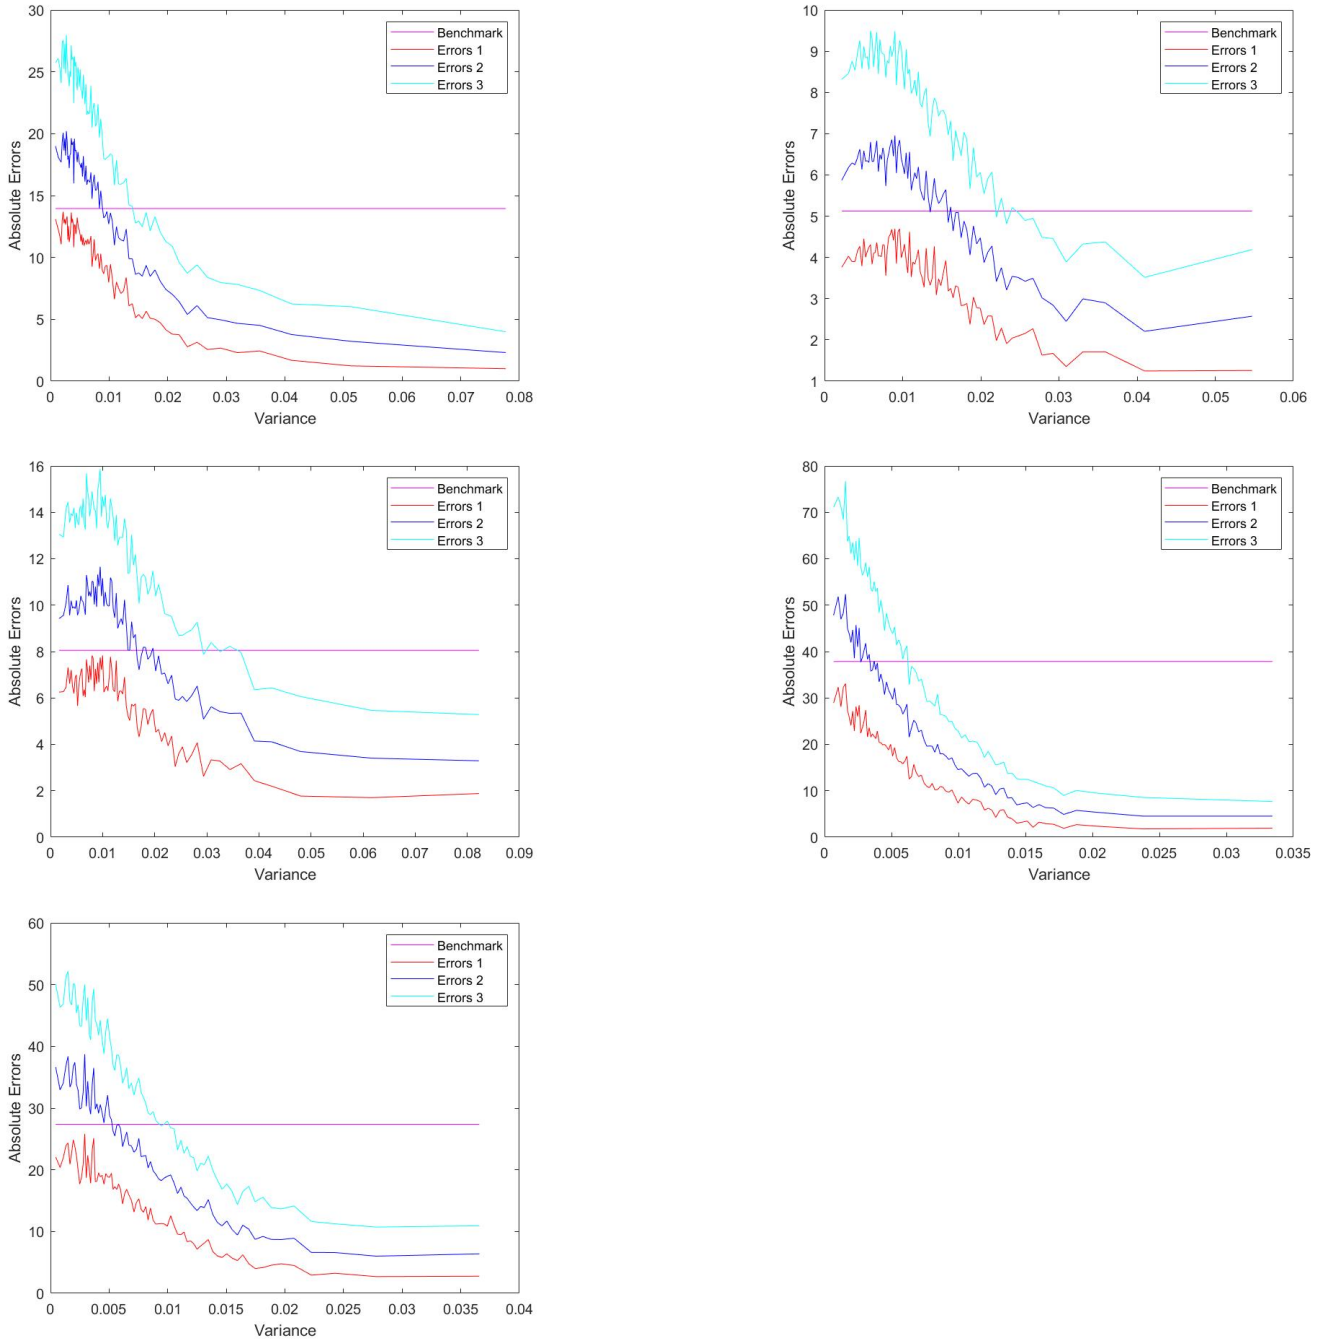 30
25
20
15
10
5
0
Absolute Errors
0 0.01 0.02 0.03 0.04 0.05 0.06 0.07 0.08
Variance
Benchmark
Errors 1
Errors 2
Errors 3
10
9
8
7
6
5
4
3
2
1
Absolute Errors
0 0.01 0.02 0.03 0.04 0.05 0.06
Variance
Benchmark
Errors 1
Errors 2
Errors 3
16
14
12
10
8
6
4
2
0
Absolute Errors
0 0.01 0.02 0.03 0.04 0.05 0.06 0.07 0.08 0.09
Variance
Benchmark
Errors 1
Errors 2
Errors 3
80
70
60
50
40
30
20
10
0
Absolute Errors
0 0.005 0.01 0.015 0.02 0.025 0.03 0.035
Variance
Benchmark
Errors 1
Errors 2
Errors 3
60
50
40
30
20
10
0
Absolute Errors
0 0.005 0.01 0.015 0.02 0.025 0.03 0.035 0.04
Variance
Benchmark
Errors 1
Errors 2
Errors 3